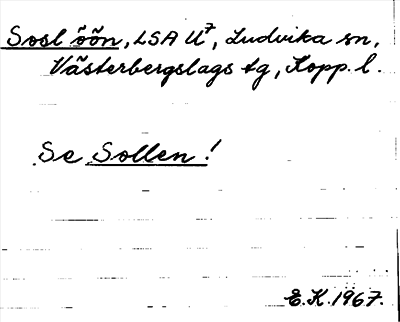 Sosl öön, LSA U7, Ludvika sn,
Västerbergslags tg, Kopp. l.
Se Sollen!
E.K. 1967.